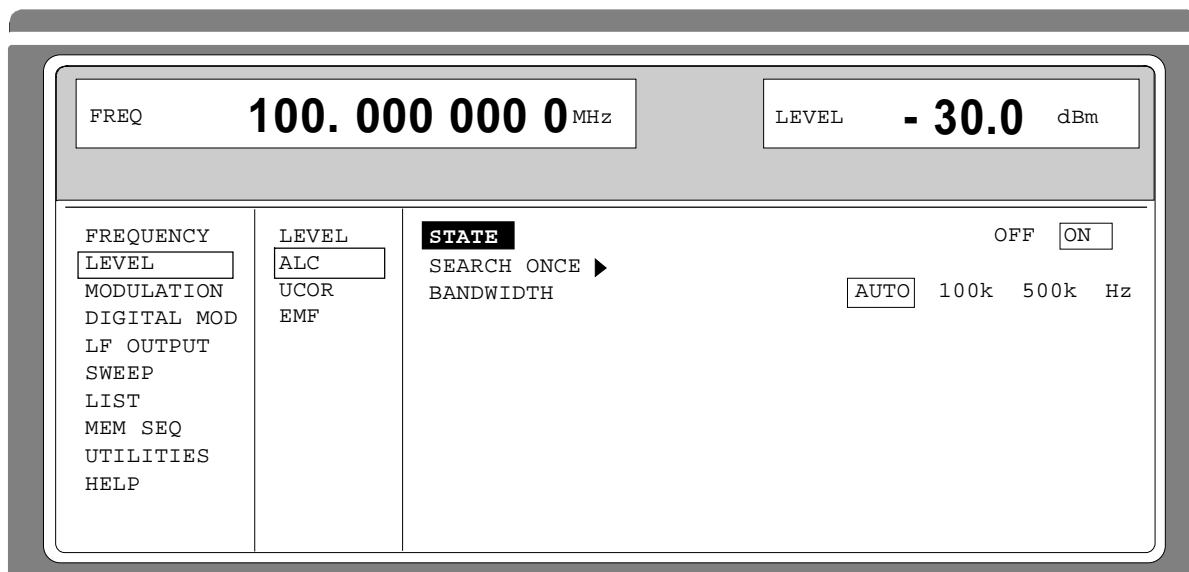 FREQ 100. 000 000 0 MHz LEVEL - 30.0 dBm
FREQUENCY LEVEL STATE OFF ON
LEVEL ALC SEARCH ONCE ▶
MODULATION UCOR BANDWIDTH AUTO 100k 500k Hz
DIGITAL MOD EMF
LF OUTPUT
SWEEP
LIST
MEM SEQ
UTILITIES
HELP